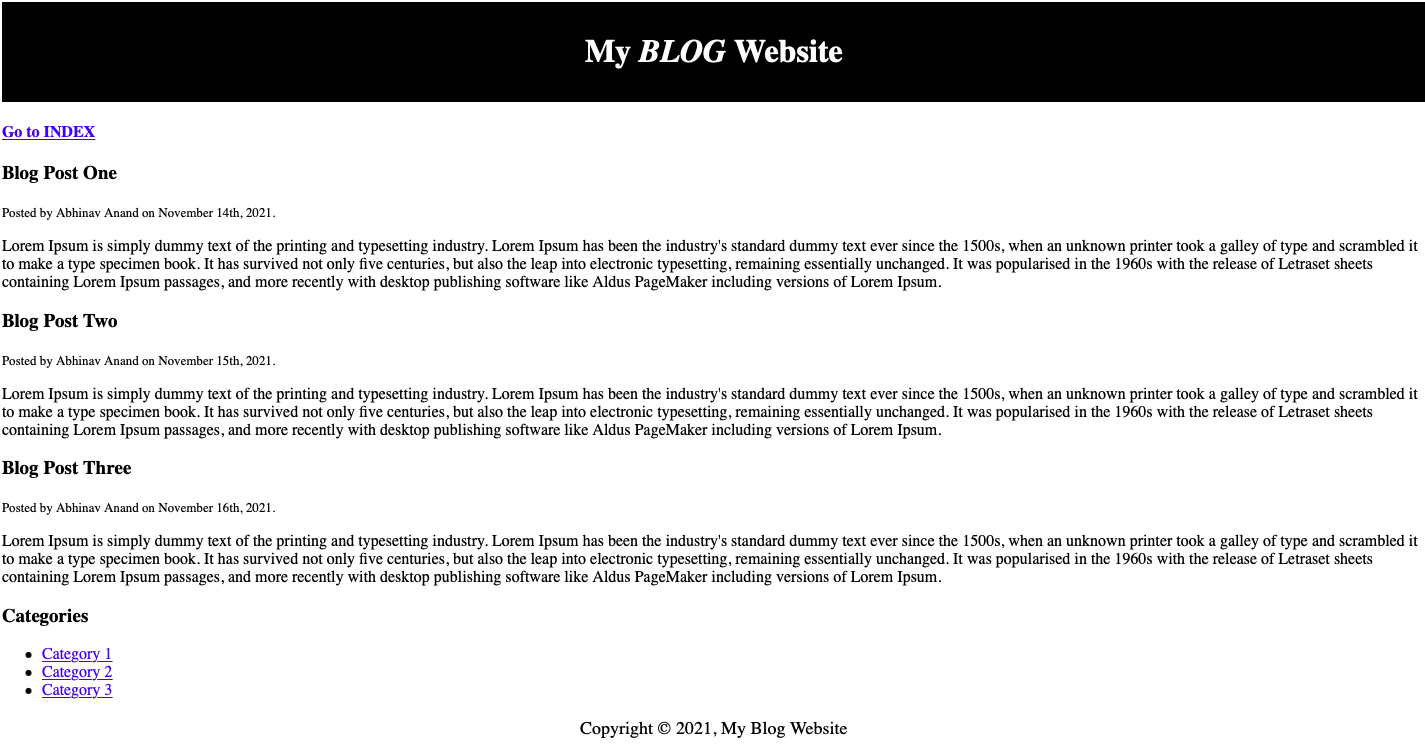 My BLOG Website
Go to INDEX
Blog Post One
Posted by Abhinav Anand on November 14th, 2021.
Lorem Ipsum is simply dummy text of the printing and typesetting industry. Lorem Ipsum has been the industry's standard dummy text ever since the 1500s, when an unknown printer took a galley of type and scrambled it
to make a type specimen book. It has survived not only five centuries, but also the leap into electronic typesetting, remaining essentially unchanged. It was popularised in the 1960s with the release of Letraset sheets
containing Lorem Ipsum passages, and more recently with desktop publishing software like Aldus PageMaker including versions of Lorem Ipsum.
Blog Post Two
Posted by Abhinav Anand on November 15th, 2021.
Lorem Ipsum is simply dummy text of the printing and typesetting industry. Lorem Ipsum has been the industry's standard dummy text ever since the 1500s, when an unknown printer took a galley of type and scrambled it
to make a type specimen book. It has survived not only five centuries, but also the leap into electronic typesetting, remaining essentially unchanged. It was popularised in the 1960s with the release of Letraset sheets
containing Lorem Ipsum passages, and more recently with desktop publishing software like Aldus PageMaker including versions of Lorem Ipsum.
Blog Post Three
Posted by Abhinav Anand on November 16th, 2021.
Lorem Ipsum is simply dummy text of the printing and typesetting industry. Lorem Ipsum has been the industry's standard dummy text ever since the 1500s, when an unknown printer took a galley of type and scrambled it
to make a type specimen book. It has survived not only five centuries, but also the leap into electronic typesetting, remaining essentially unchanged. It was popularised in the 1960s with the release of Letraset sheets
containing Lorem Ipsum passages, and more recently with desktop publishing software like Aldus PageMaker including versions of Lorem Ipsum.
Categories
• Category 1
• Category 2
• Category 3
Copyright © 2021, My Blog Website